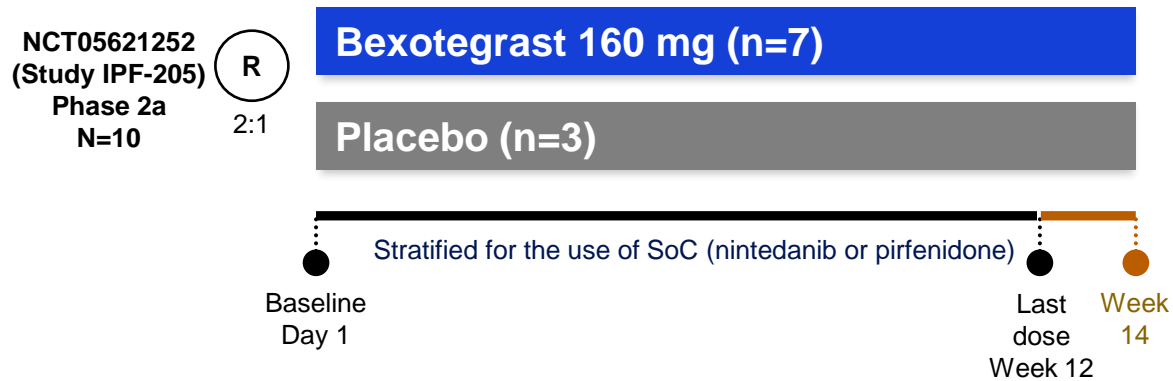 NCT05621252
(Study IPF-205)
Phase 2a
N=10
R
2:1
Bexotegrast 160 mg (n=7)
Placebo (n=3)
Stratified for the use of SoC (nintedanib or pirfenidone)
Baseline
Day 1
Last
dose
Week 12
Week
14